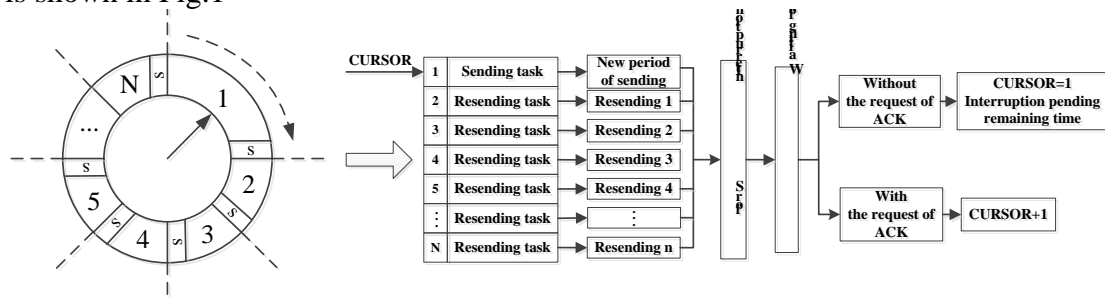 is shown in Fig.1
N
s
1
s
2
s
3
s
4
s
5
s
...
CURSOR
1 Sending task
2 Resending task
3 Resending task
4 Resending task
5 Resending task
⋮ Resending task
N Resending task
New period
of sending
Resending 1
Resending 2
Resending 3
Resending 4
⋮
Resending n
Without
the request of
ACK
CURSOR=1
Interruption pending
remaining time
With
the request of
ACK
CURSOR+1